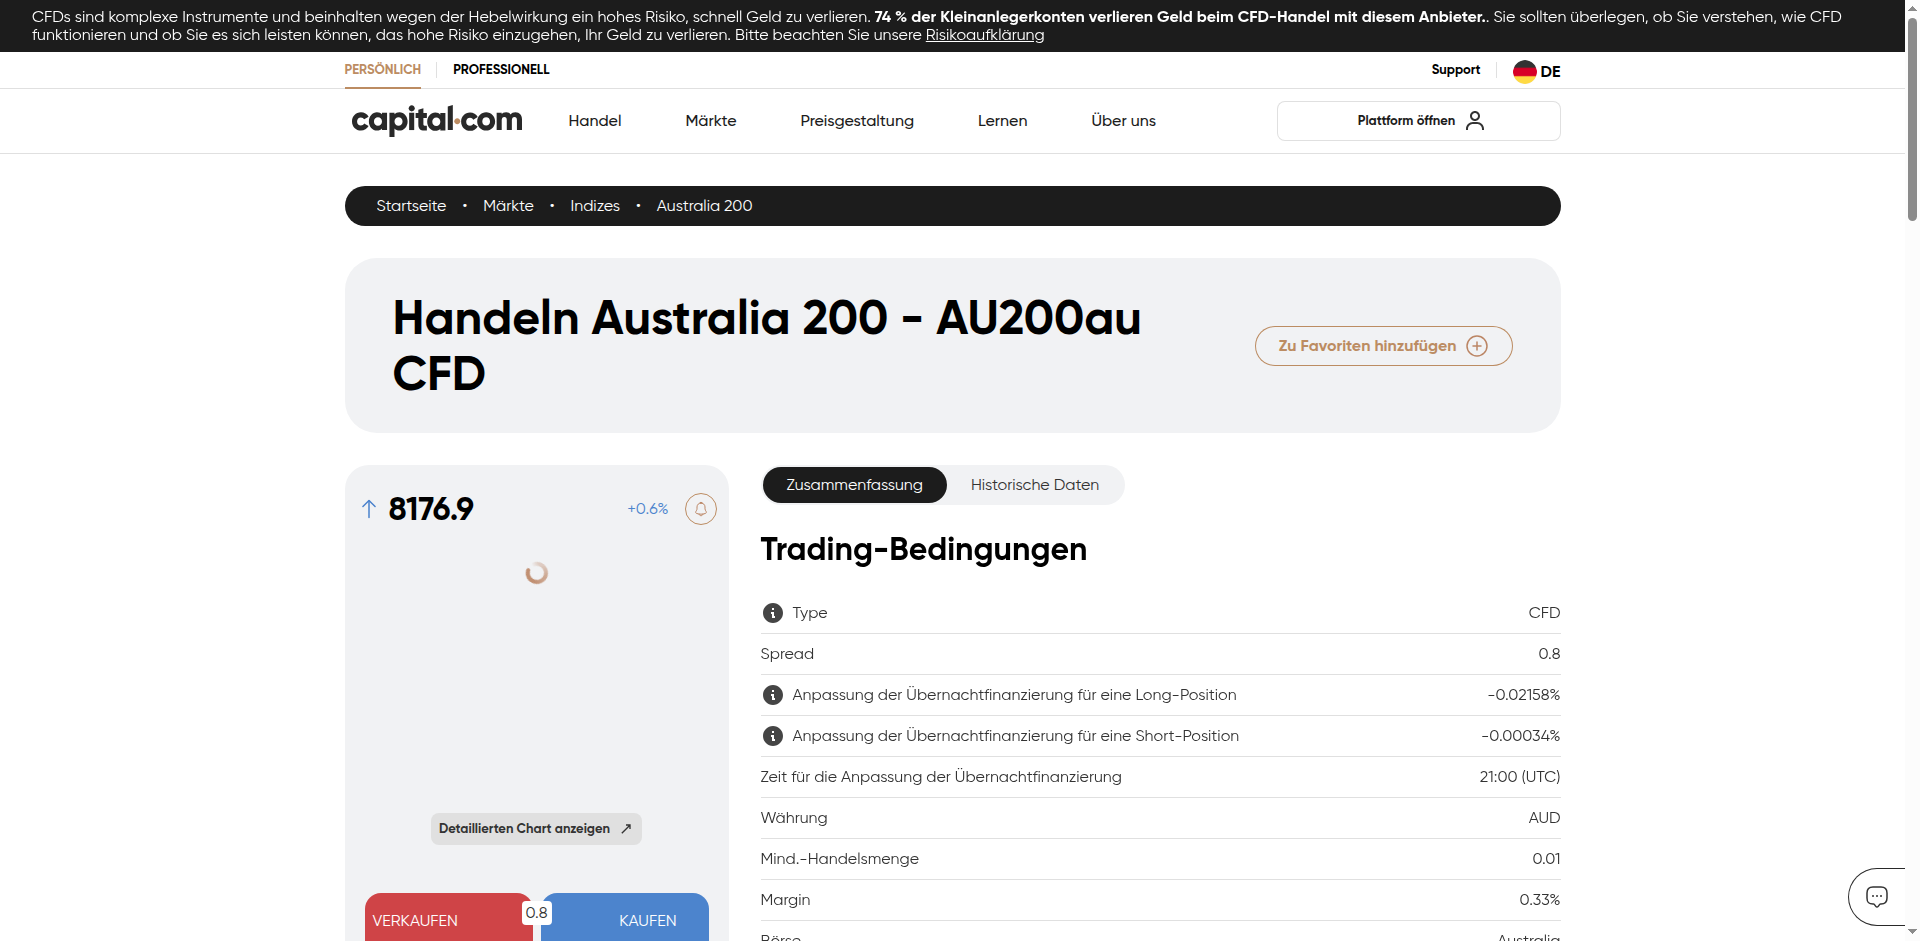 CFDs sind komplexe Instrumente und beinhalten wegen der Hebelwirkung ein hohes Risiko, schnell Geld zu verlieren. 74 % der Kleinanlegerkonten verlieren Geld beim CFD-Handel mit diesem Anbieter.. Sie sollten überlegen, ob Sie verstehen, wie CFD
funktionieren und ob Sie es sich leisten können, das hohe Risiko einzugehen, Ihr Geld zu verlieren. Bitte beachten Sie unsere Risikoaufklärung
PERSÖNLICH
PROFESSIONELL
Support
DE
capital.com
Handel
Märkte
Preisgestaltung
Lernen
Über uns
Plattform öffnen
Startseite • Märkte • Indizes • Australia 200
Handeln Australia 200 - AU200au
CFD
Zu Favoriten hinzufügen
8176.9
+0.6%
Detaillierten Chart anzeigen
VERKAUFEN
0.8
KAUFEN
Zusammenfassung
Historische Daten
Trading-Bedingungen
Type CFD
Spread 0.8
Anpassung der Übernachtfinanzierung für eine Long-Position -0.02158%
Anpassung der Übernachtfinanzierung für eine Short-Position -0.00034%
Zeit für die Anpassung der Übernachtfinanzierung 21:00 (UTC)
Währung AUD
Mind.-Handelsmenge 0.01
Margin 0.33%
Börse Australia